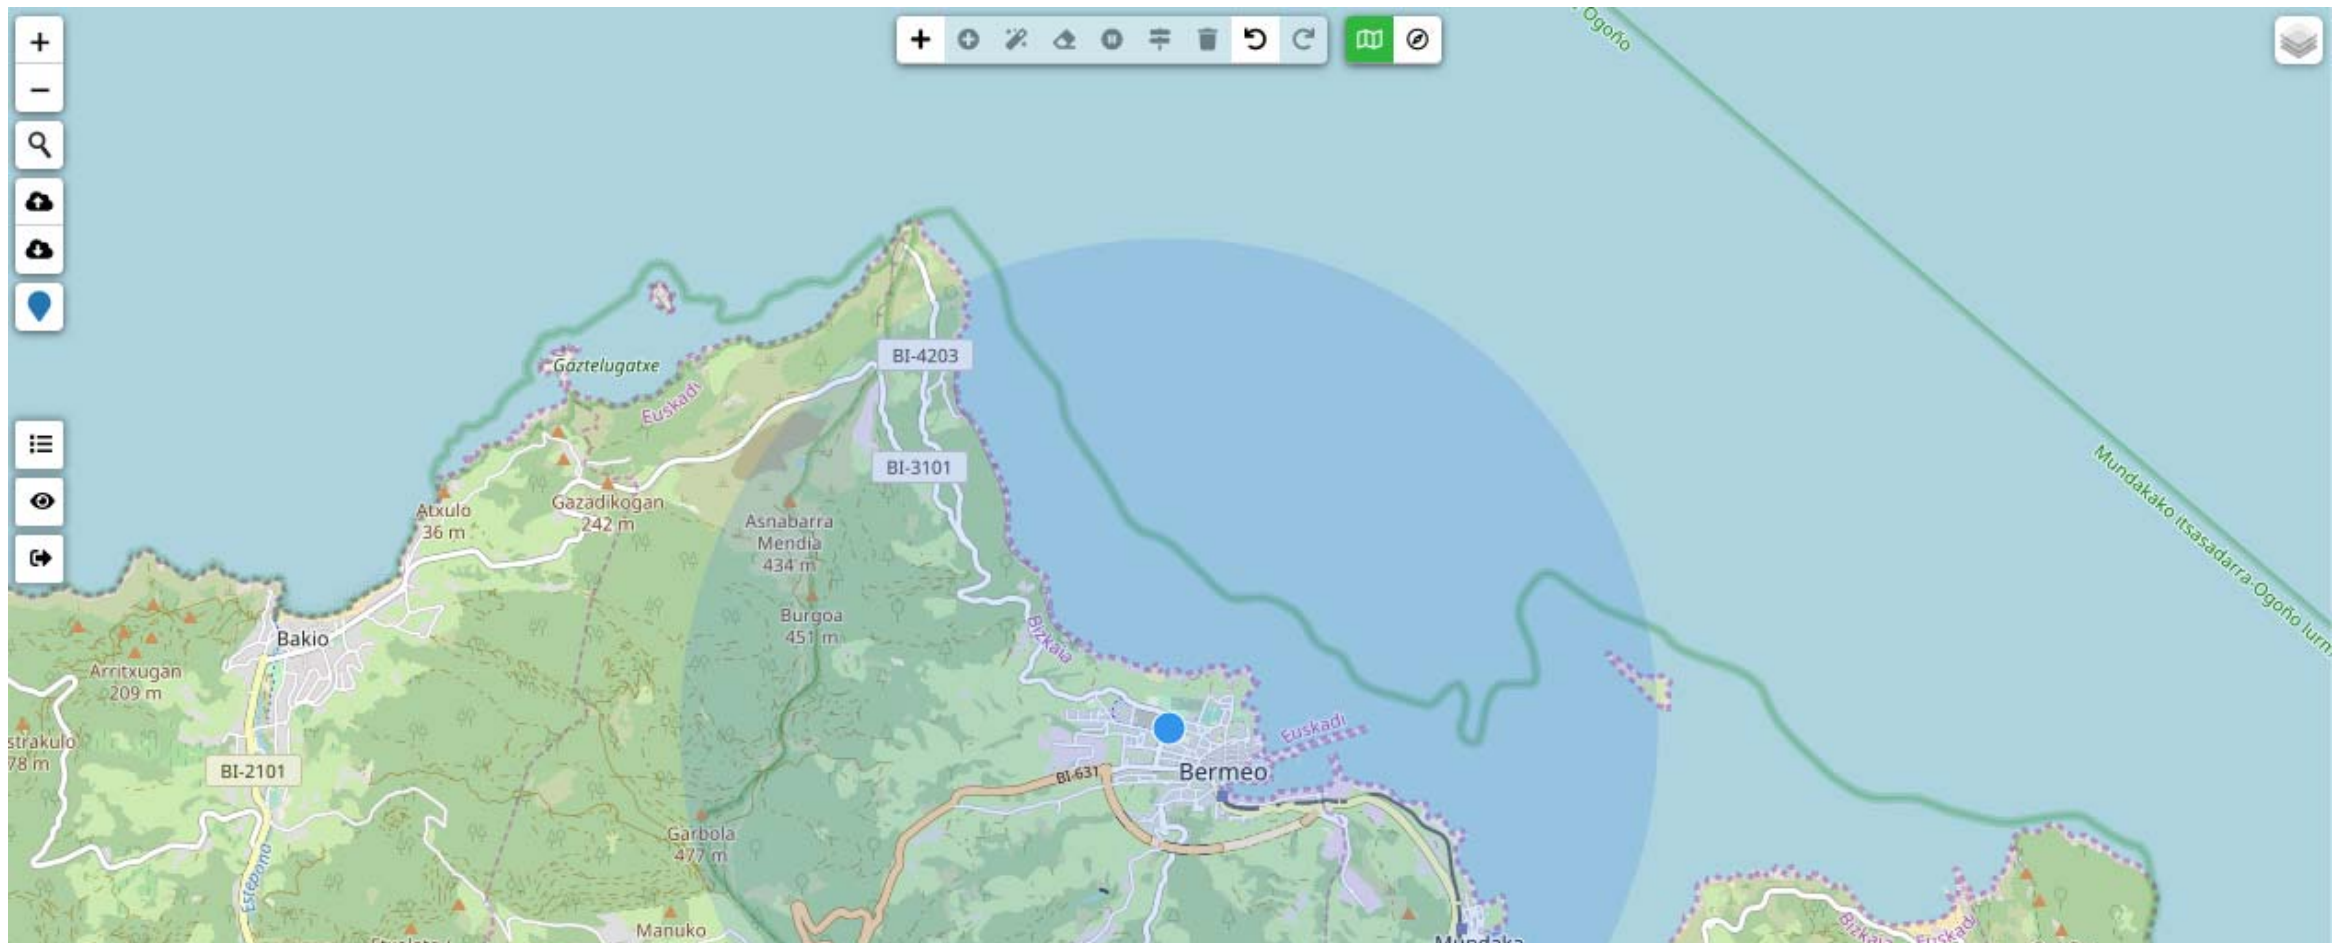 Ogoño
Gaztelugatxe
Euskadi
BI-4203
BI-3101
Mundakako itsasadarra-Ogoño lurm
Atxulo
36 m
Gazadikogan
242 m
Asnabarra
Mendia
434 m
Burgoa
451 m
Bakio
Bizkaia
Arritxugan
209 m
strakulo
78 m
BI-2101
Euskadi
BI-631
Bermeo
Garbola
477 m
Estepona
Manuko
Mundaka
Bizkaia
Euskadi